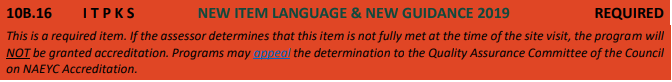 10B.16 I T P K S NEW ITEM LANGUAGE & NEW GUIDANCE 2019 REQUIRED
This is a required item. If the assessor determines that this item is not fully met at the time of the site visit, the program will
NOT be granted accreditation. Programs may appeal the determination to the Quality Assurance Committee of the Council
on NAEYC Accreditation.